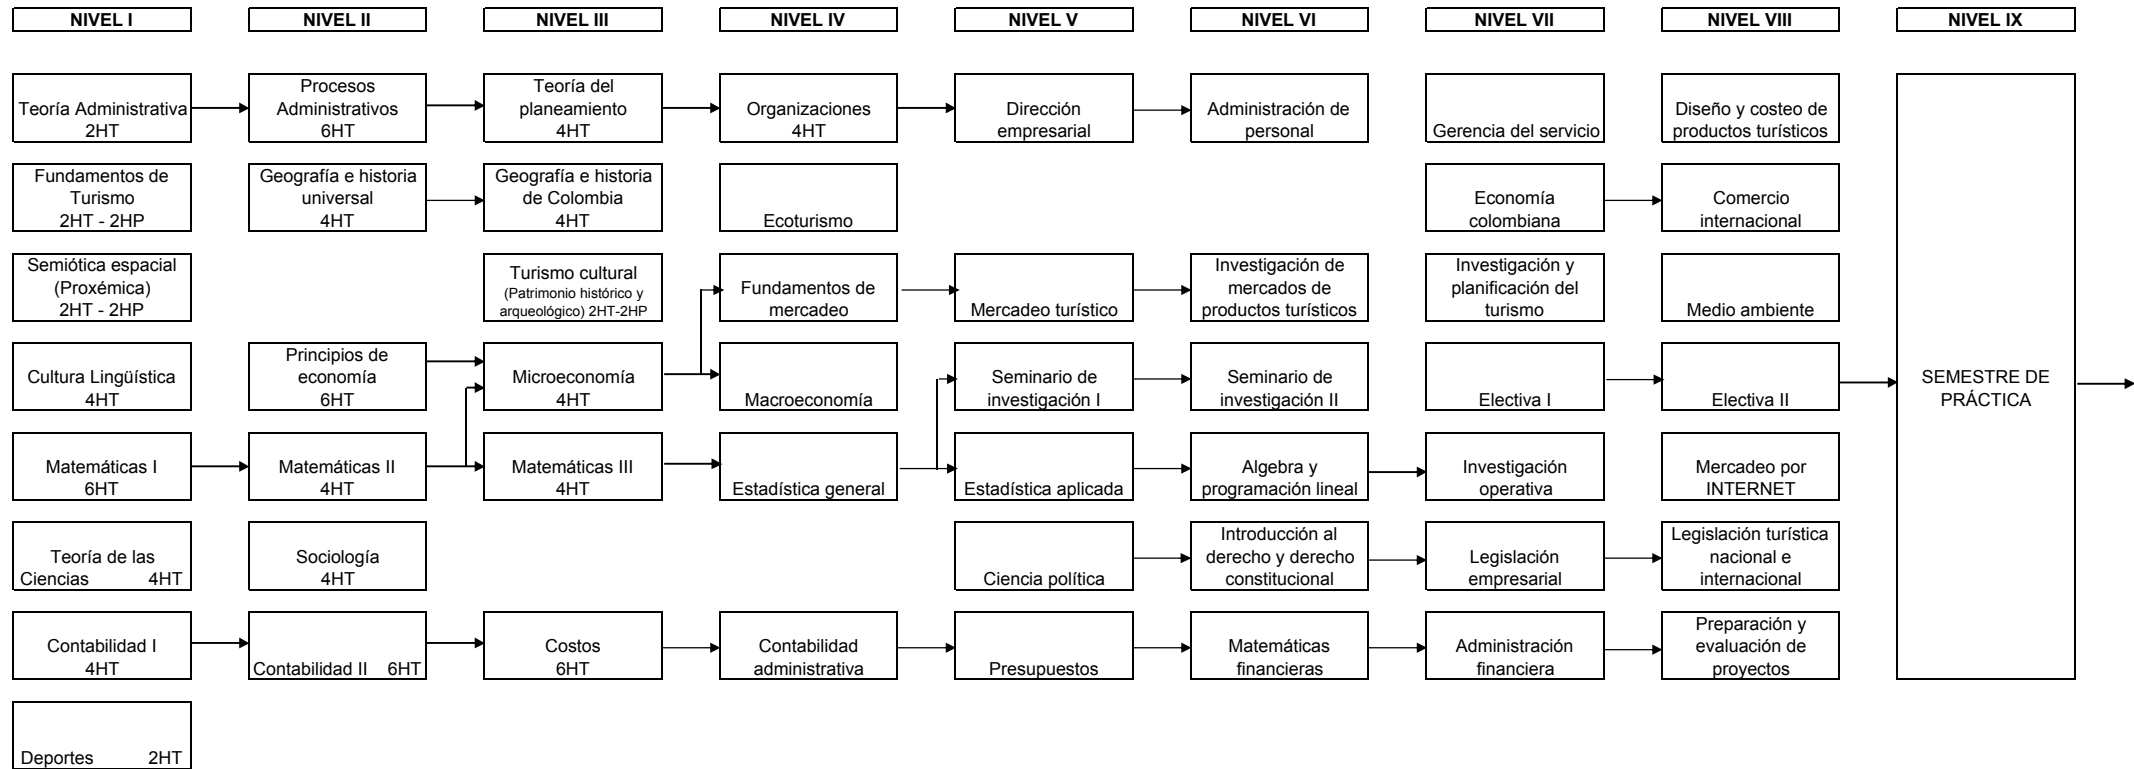 NIVEL I
NIVEL II
NIVEL III
NIVEL IV
NIVEL V
NIVEL VI
NIVEL VII
NIVEL VIII
NIVEL IX
Teoría Administrativa
2HT
Procesos
Administrativos
6HT
Teoría del
planeamiento
4HT
Organizaciones
4HT
Dirección
empresarial
Administración de
personal
Gerencia del servicio
Diseño y costeo de
productos turísticos
Fundamentos de
Turismo
2HT - 2HP
Geografía e historia
universal
4HT
Geografía e historia
de Colombia
4HT
Ecoturismo
Economía
colombiana
Comercio
internacional
Semiótica espacial
(Proxémica)
2HT - 2HP
Turismo cultural
(Patrimonio histórico y
arqueológico) 2HT-2HP
Fundamentos de
mercadeo
Mercadeo turístico
Investigación de
mercados de
productos turísticos
Investigación y
planificación del
turismo
Medio ambiente
Cultura Lingüística
4HT
Principios de
economía
6HT
Microeconomía
4HT
Macroeconomía
Seminario de
investigación I
Seminario de
investigación II
Electiva I
Electiva II
SEMESTRE DE
PRÁCTICA
Matemáticas I
6HT
Matemáticas II
4HT
Matemáticas III
4HT
Estadística general
Estadística aplicada
Algebra y
programación lineal
Investigación
operativa
Mercadeo por
INTERNET
Teoría de las
Ciencias 4HT
Sociología
4HT
Ciencia política
Introducción al
derecho y derecho
constitucional
Legislación
empresarial
Legislación turística
nacional e
internacional
Contabilidad I
4HT
Contabilidad II 6HT
Costos
6HT
Contabilidad
administrativa
Presupuestos
Matemáticas
financieras
Administración
financiera
Preparación y
evaluación de
proyectos
Deportes 2HT